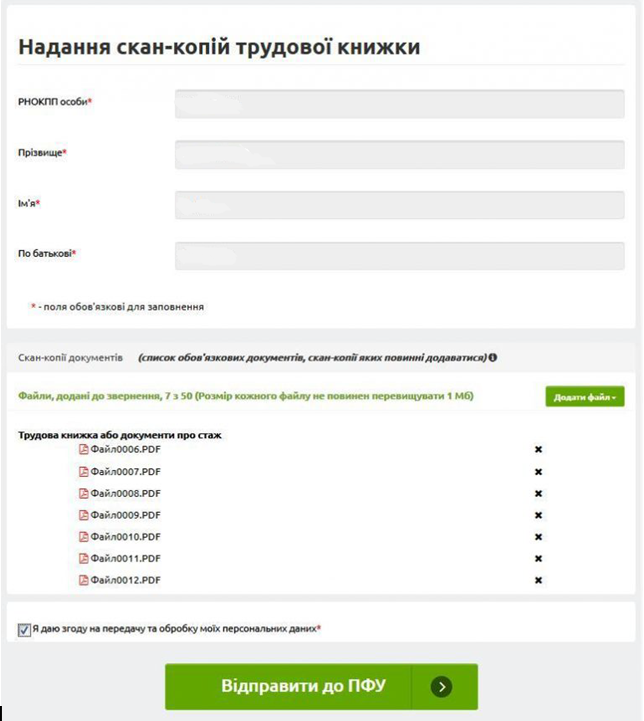 Надання скан-копій трудової книжки
РНОКПП особи*
Прізвище*
Ім'я*
По батькові*
* - поля обов'язкові для заповнення
Скан-копії документів (список обов'язкових документів, скан-копії яких повинні додаватися)
Файли, додані до звернення, 7 з 50 (Розмір кожного файлу не повинен перевищувати 1 Мб) Додати файл
Трудова книжка або документи про стаж
Файл0006.PDF
Файл0007.PDF
Файл0008.PDF
Файл0009.PDF
Файл0010.PDF
Файл0011.PDF
Файл0012.PDF
Я даю згоду на передачу та обробку моїх персональних даних*
Відправити до ПФУ